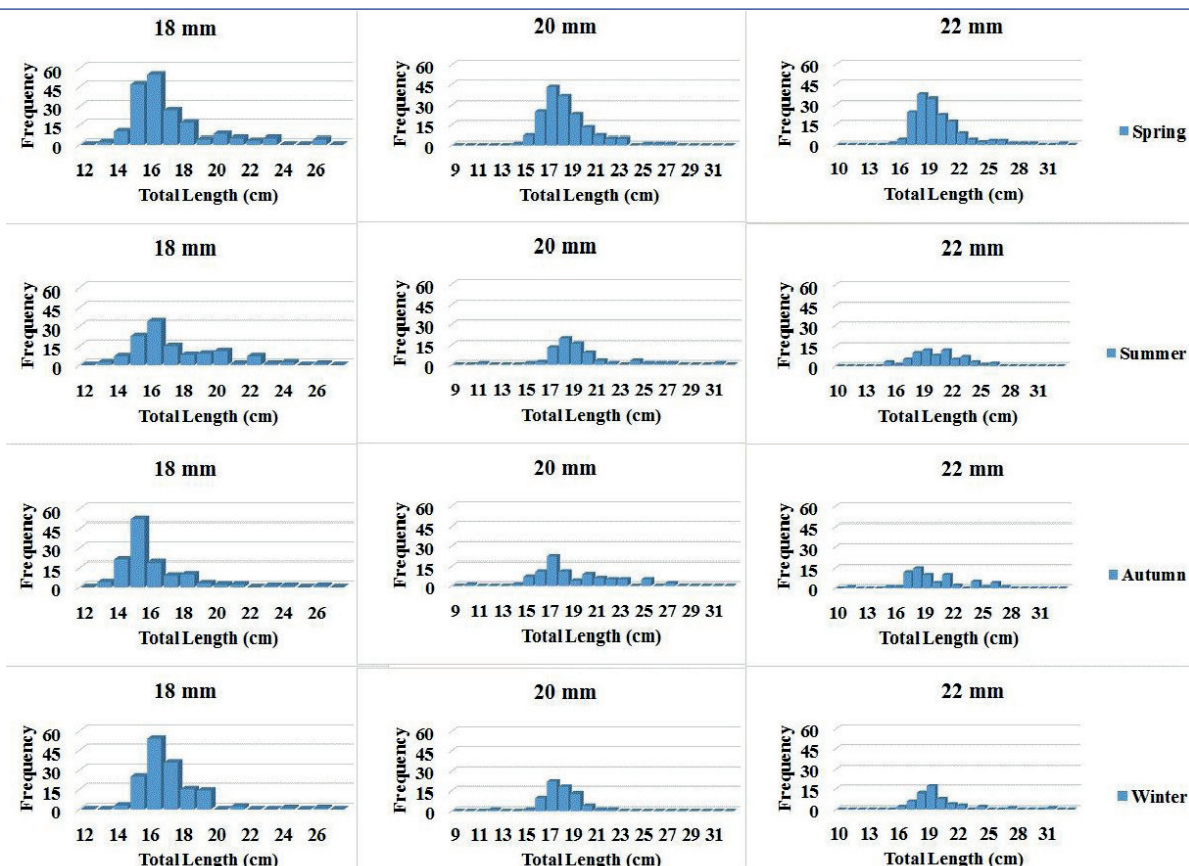 18 mm 20 mm 22 mm
Frequency 60 45 30 15 0 Frequency 60 45 30 15 0 Frequency 60 45 30 15 0 Spring
12 14 16 18 20 22 24 26 9 11 13 15 17 19 21 23 25 27 29 31 10 13 16 19 22 25 28 31
Total Length (cm) Total Length (cm) Total Length (cm)
18 mm 20 mm 22 mm
Frequency 60 45 30 15 0 Frequency 60 45 30 15 0 Frequency 60 45 30 15 0 Summer
12 14 16 18 20 22 24 26 9 11 13 15 17 19 21 23 25 27 29 31 10 13 16 19 22 25 28 31
Total Length (cm) Total Length (cm) Total Length (cm)
18 mm 20 mm 22 mm
Frequency 60 45 30 15 0 Frequency 60 45 30 15 0 Frequency 60 45 30 15 0 Autumn
12 14 16 18 20 22 24 26 9 11 13 15 17 19 21 23 25 27 29 31 10 13 16 19 22 25 28 31
Total Length (cm) Total Length (cm) Total Length (cm)
18 mm 20 mm 22 mm
Frequency 60 45 30 15 0 Frequency 60 45 30 15 0 Frequency 60 45 30 15 0 Winter
12 14 16 18 20 22 24 26 9 11 13 15 17 19 21 23 25 27 29 31 10 13 16 19 22 25 28 31
Total Length (cm) Total Length (cm) Total Length (cm)